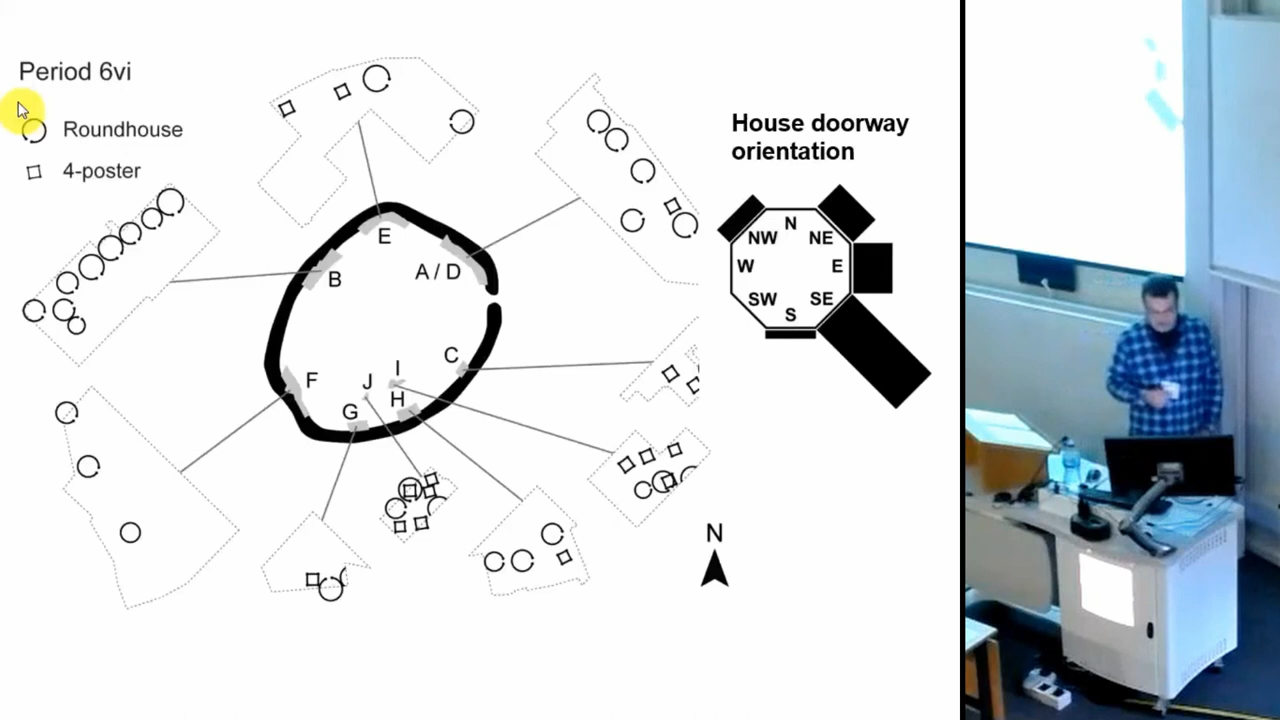 Period 6vi
Roundhouse
4-poster
House doorway
orientation
N
NW
NE
W
E
SW
SE
S
E
A / D
B
C
F
I
J
H
G
N